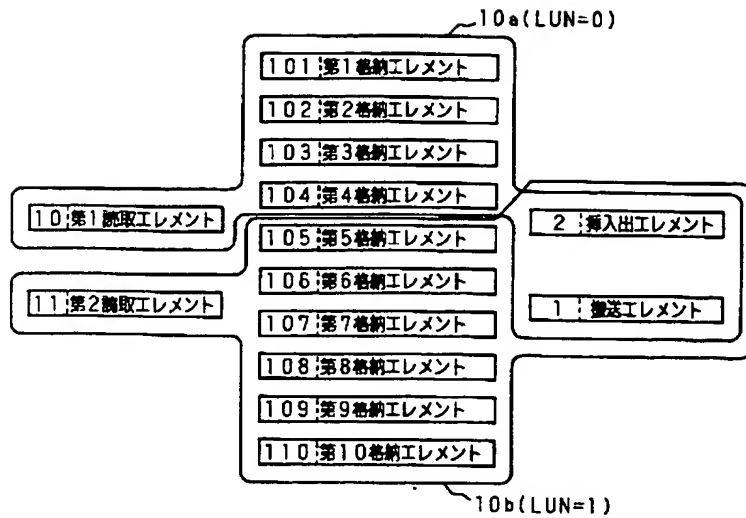 10a(LUN=0)
101 第1格納エレメント
102 第2格納エレメント
103 第3格納エレメント
104 第4格納エレメント
10 第1読取エレメント
2 挿入出エレメント
105 第5格納エレメント
106 第6格納エレメント
11 第2読取エレメント
1 搬送エレメント
107 第7格納エレメント
108 第8格納エレメント
109 第9格納エレメント
110 第10格納エレメント
10b(LUN=1)